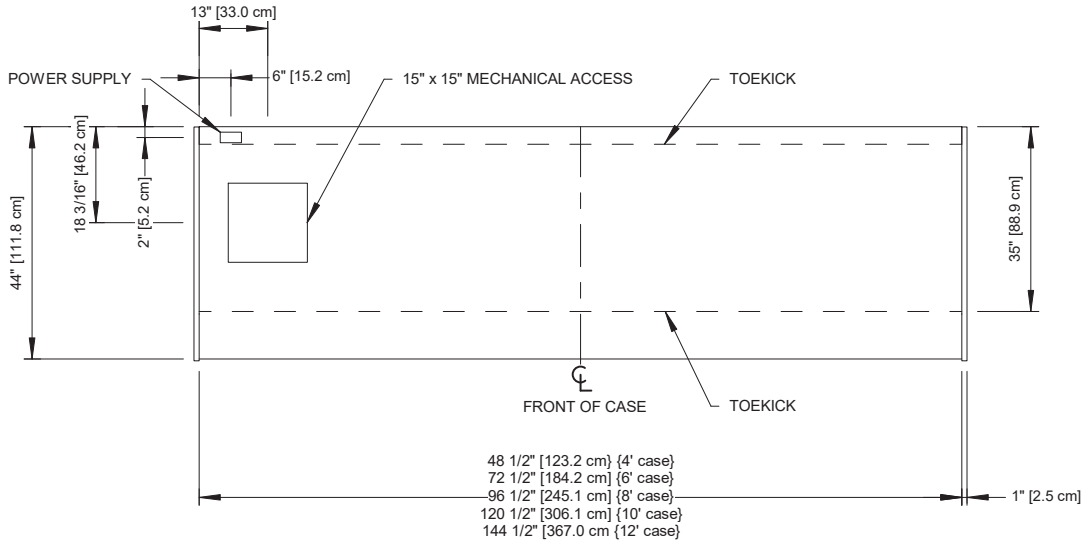 13" [33.0 cm]
POWER SUPPLY
6" [15.2 cm]
15" x 15" MECHANICAL ACCESS
TOEKICK
44" [111.8 cm]
18 3/16" [46.2 cm]
2" [5.2 cm]
35" [88.9 cm]
CL
FRONT OF CASE
TOEKICK
48 1/2" [123.2 cm} {4' case}
72 1/2" [184.2 cm] {6' case}
96 1/2" [245.1 cm] {8' case}
120 1/2" [306.1 cm] {10' case}
144 1/2" [367.0 cm {12' case}
1" [2.5 cm]